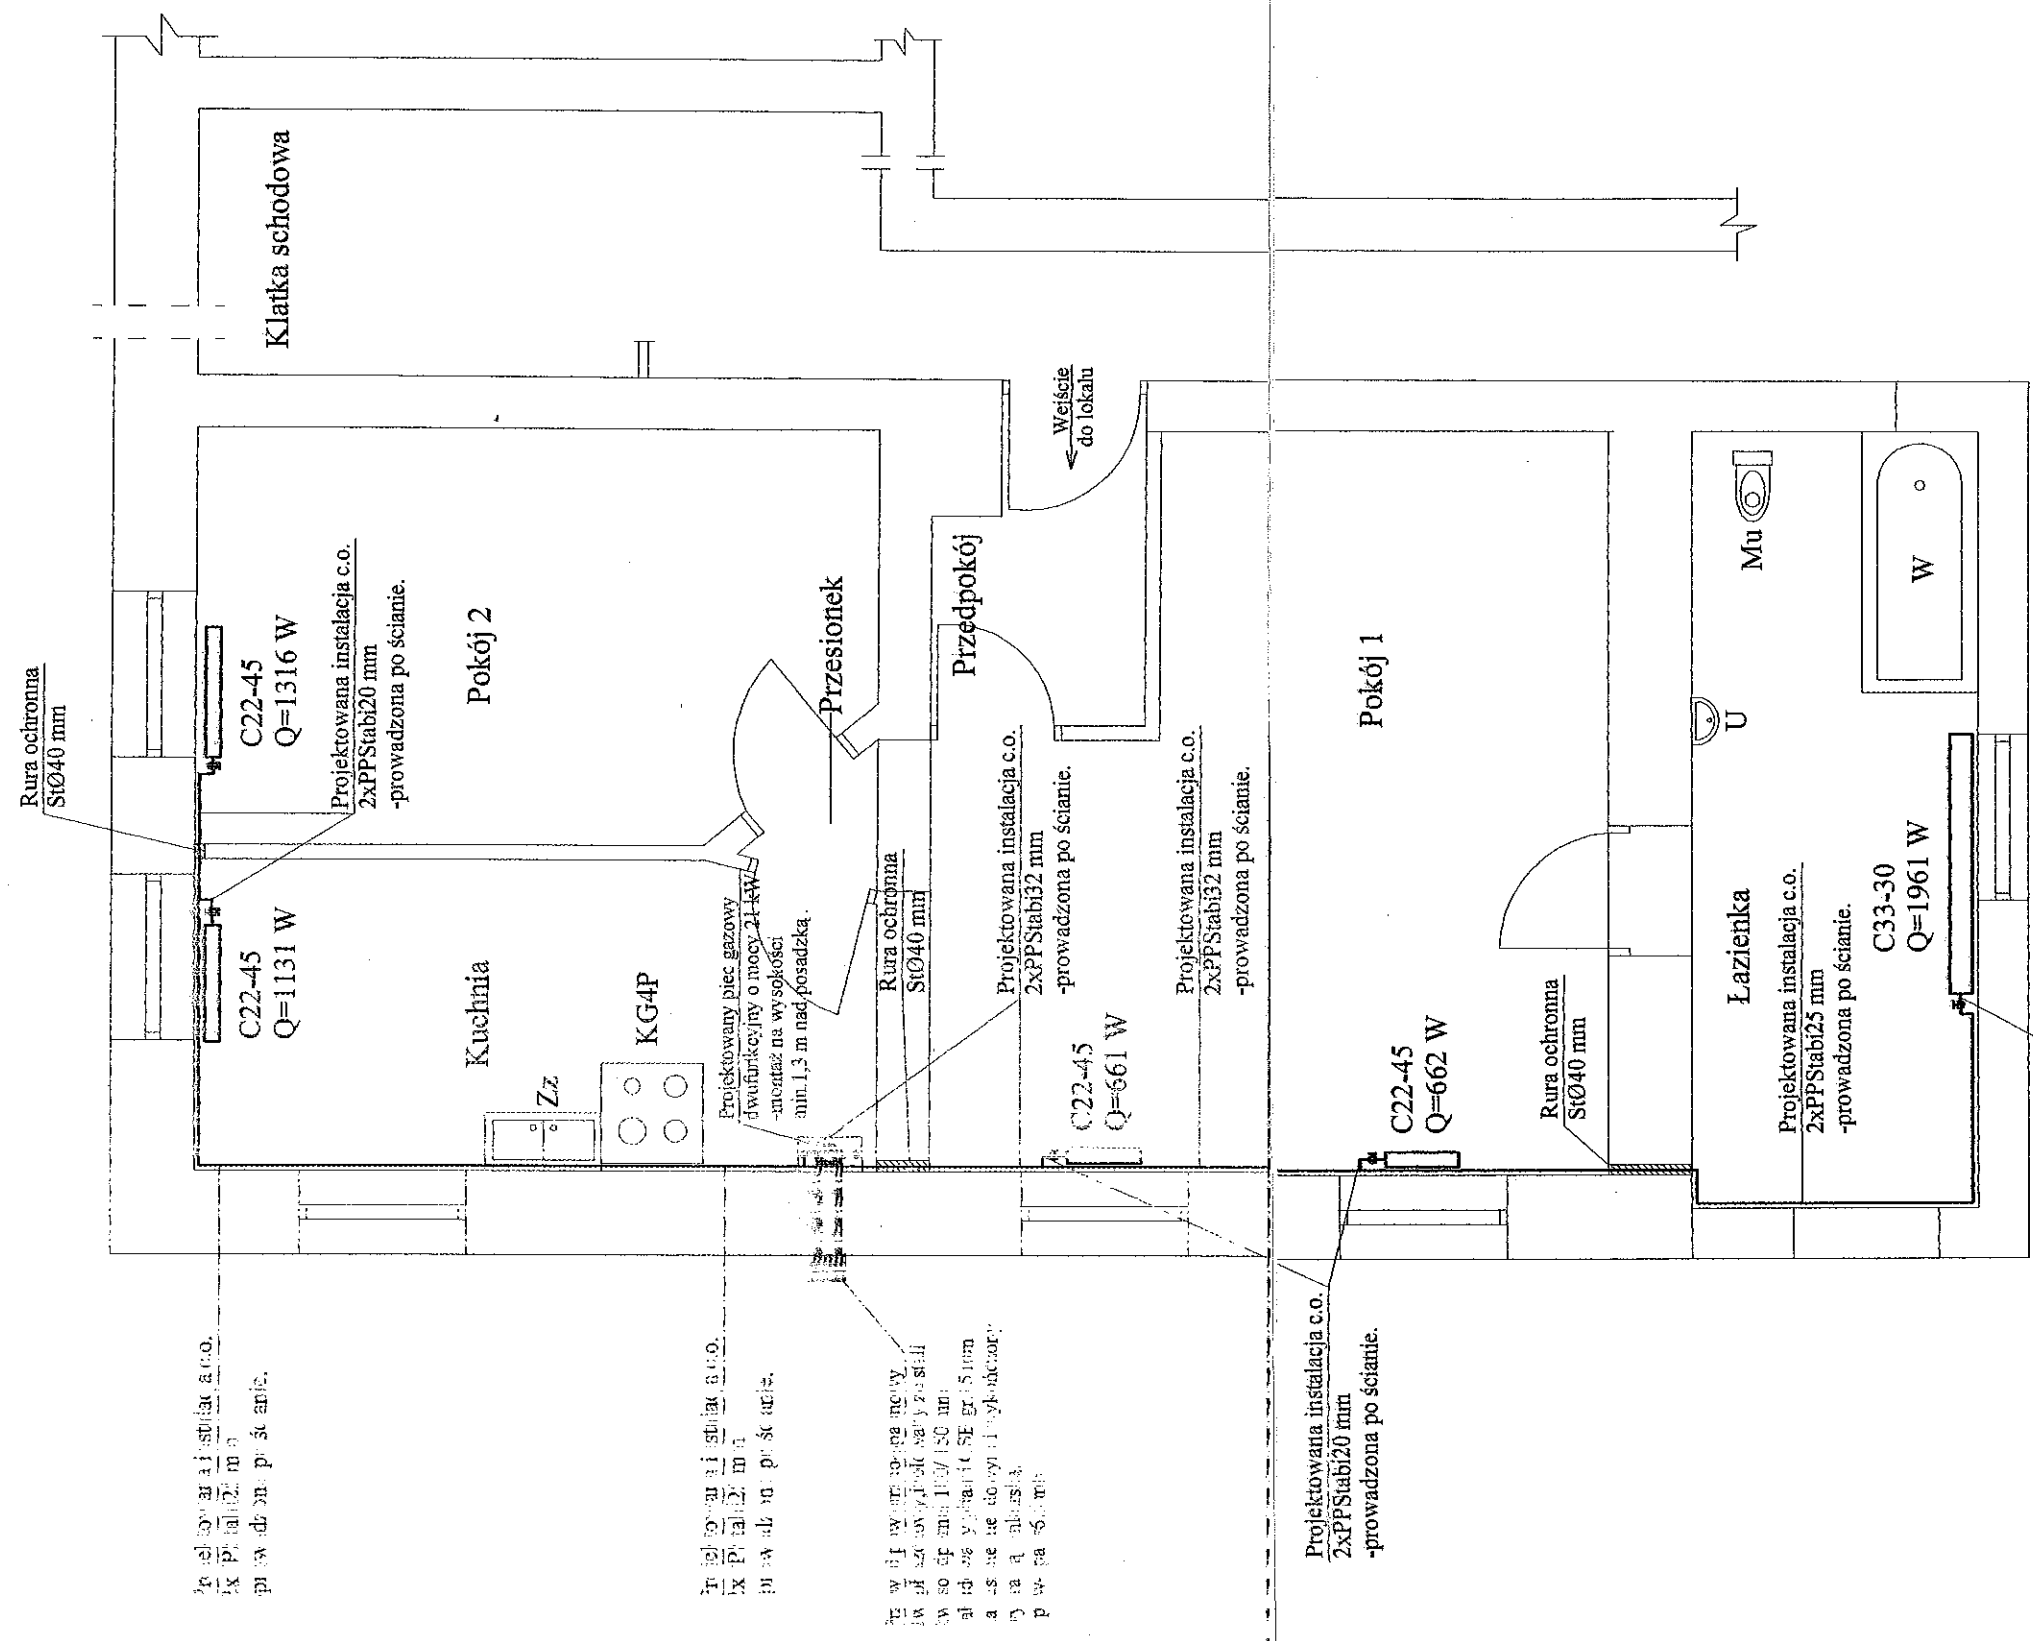 Klatka schodowa
Rura ochronna
StØ40 mm
C22-45
Q=1316 W
Projektowana instalacja c.o.
2xPPStabi20 mm
-prowadzona po ścianie.
Pokój 2
C22-45
Q=1131 W
Kuchnia
Zz
KG4P
Projektowany piec gazowy
dwufunkcyjny o mocy 21 kW
-montaż na wysokości
min.1,3 m nad posadzką.
Przesionek
Rura ochronna
StØ40 mm
Przedpokój
Wejście
do lokalu
Projektowana instalacja c.o.
2xPPStabi32 mm
-prowadzona po ścianie.
C22-45
Q=661 W
Projektowana instalacja c.o.
2xPPStabi32 mm
-prowadzona po ścianie.
Pokój 1
C22-45
Q=662 W
Rura ochronna
StØ40 mm
Projektowana instalacja c.o.
2xPPStabi20 mm
-prowadzona po ścianie.
Mu
W
U
Łazienka
Projektowana instalacja c.o.
2xPPStabi25 mm
-prowadzona po ścianie.
C33-30
Q=1961 W
c.o.
c.o.